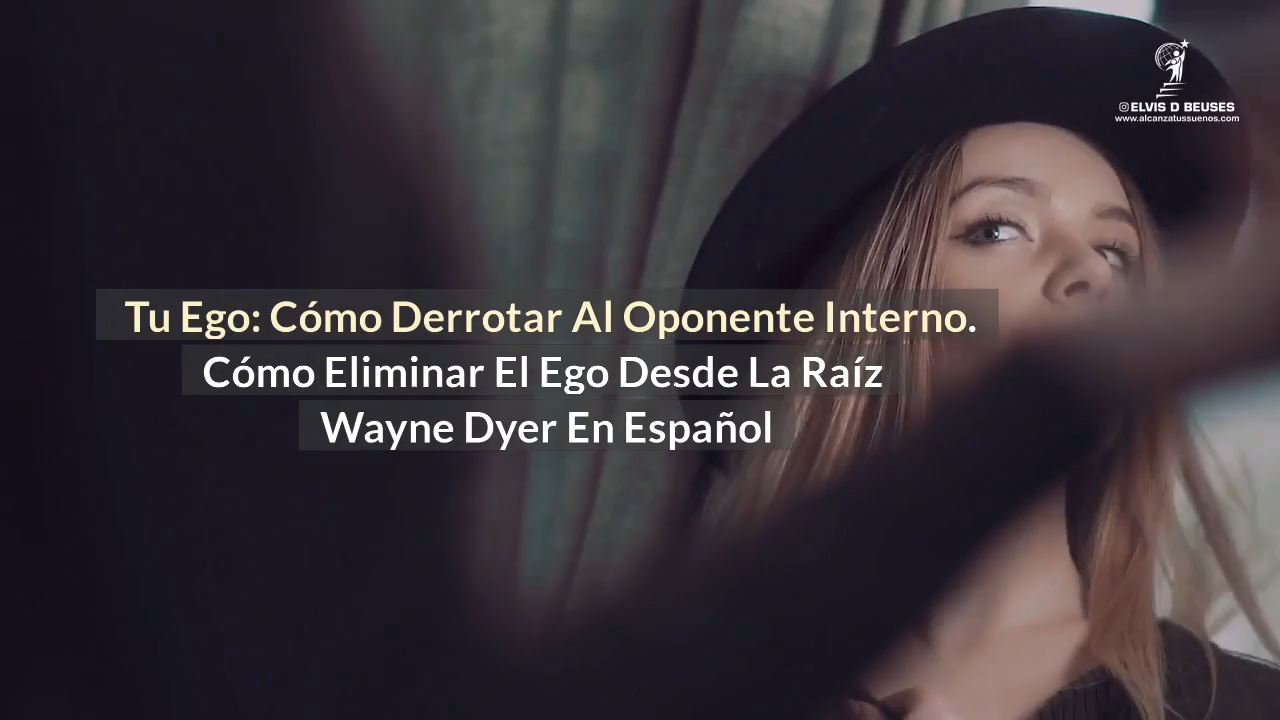 ELVIS D BEUSES
www.alcanzatussuenos.com
Tu Ego: Cómo Derrotar Al Oponente Interno.
Cómo Eliminar El Ego Desde La Raíz
Wayne Dyer En Español